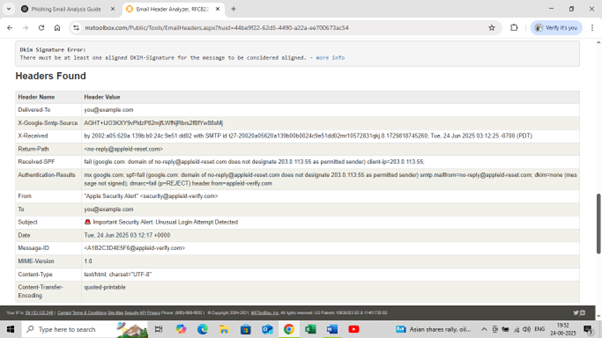 Phishing Email Analysis Guide
Email Header Analyzer, RFC822
mxtoolbox.com/Public/Tools/EmailHeaders.aspx?huid=44be9f22-62d5-4490-a22a-ee700673ac54
Verify it's you
Dkim Signature Error:
There must be at least one aligned DKIM-Signature for the message to be considered aligned. - more info
Headers Found
Header Name Header Value
Delivered-To you@example.com
X-Google-Smtp-Source
X-Received by 2002:a05:620a:139b:b0:24c:9e51:dd02 with SMTP id
Tue, 24 Jun 2025 03:12:25 -0700 (PDT)
Return-Path <no-reply@appleid-reset.com>
Received-SPF fail (google.com: domain of no-reply@appleid-reset.com does not designate 203.0.113.55 as permitted sender) client-ip=203.0.113.55;
Authentication-Results mx.google.com; spf=fail (google.com: domain of no-reply@appleid-reset.com does not designate 203.0.113.55 as permitted sender) smtp.mailfrom=no-reply@appleid-reset.com; dkim=none (mes
sage not signed); dmarc=fail (p=REJECT) header.from=appleid-verify.com
From "Apple Security Alert" <security@appleid-verify.com>
To you@example.com
Subject 🚨 Important Security Alert: Unusual Login Attempt Detected
Date Tue, 24 Jun 2025 03:12:17 +0000
Message-ID <A1B2C3D4E5F6@appleid-verify.com>
MIME-Version 1.0
Content-Type text/html; charset="UTF-8"
Content-Transfer- quoted-printable
Encoding
Type here to search
Asian shares rally, oil...
ENG
19:52
24-06-2025